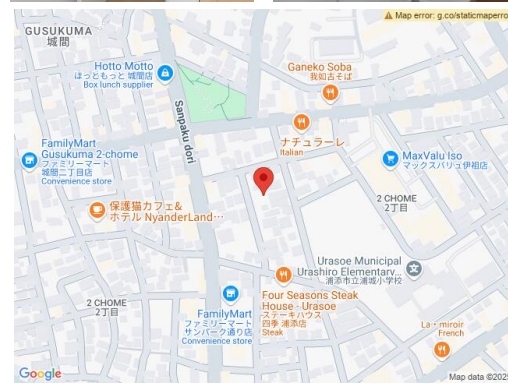 Map error: g.co/staticmaperro
GUSUKUMA
城間
Hotto Motto
ほっともっと 城間店
Box lunch supplier
Ganeko Soba
我如古そば
Sanpaku dori
ナチュラーレ
Italian
FamilyMart
Gusukuma 2-chome
ファミリーマート
城間二丁目店
Convenience store
MaxValu Iso
マックスバリュ伊祖店
保護猫カフェ&
ホテル NyanderLand…
2 CHOME
2丁目
Urasoe Municipal
Urashiro Elementary...
浦添市立浦城小学校
2 CHOME
2丁目
Four Seasons Steak
House - Urasoe
ステーキハウス
四季 浦添店
Steak
FamilyMart
ファミリーマート
サンパーク通り店
Convenience store
La・miroir
French
Google
Map data ©2025